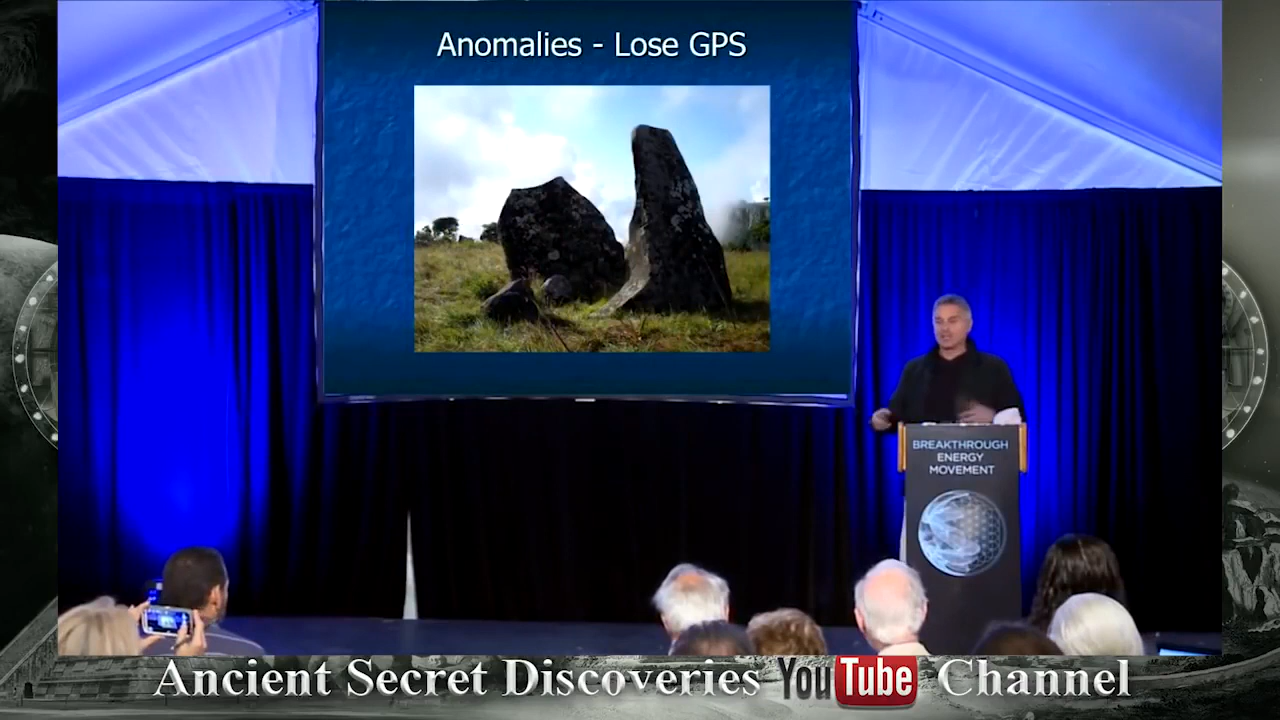 Anomalies - Lose GPS
BREAKTHROUGH
ENERGY
MOVEMENT
Ancient Secret Discoveries YouTube Channel